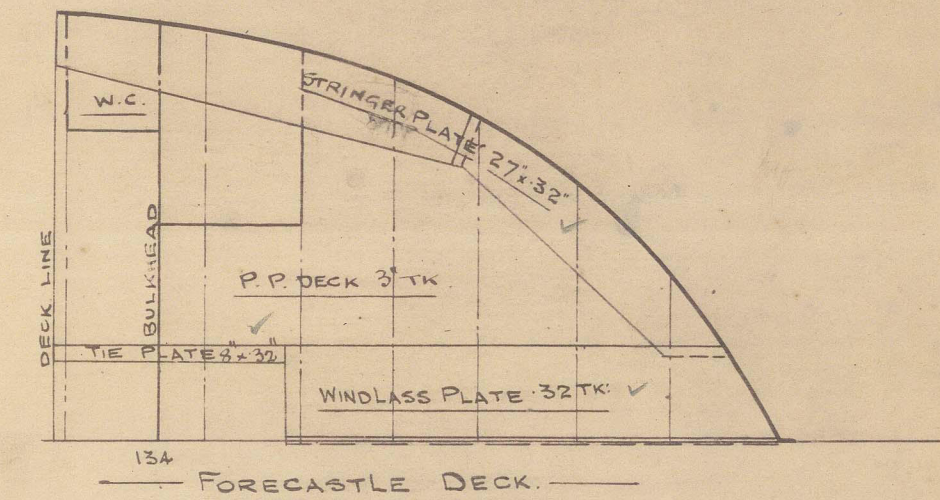 W.C.
STRINGER PLATE 27" x .32"
DECK LINE
BULKHEAD
P. P. DECK 3" TK
TIE PLATE 8" x .32"
WINDLASS PLATE .32 TK.
134
FORECASTLE DECK.